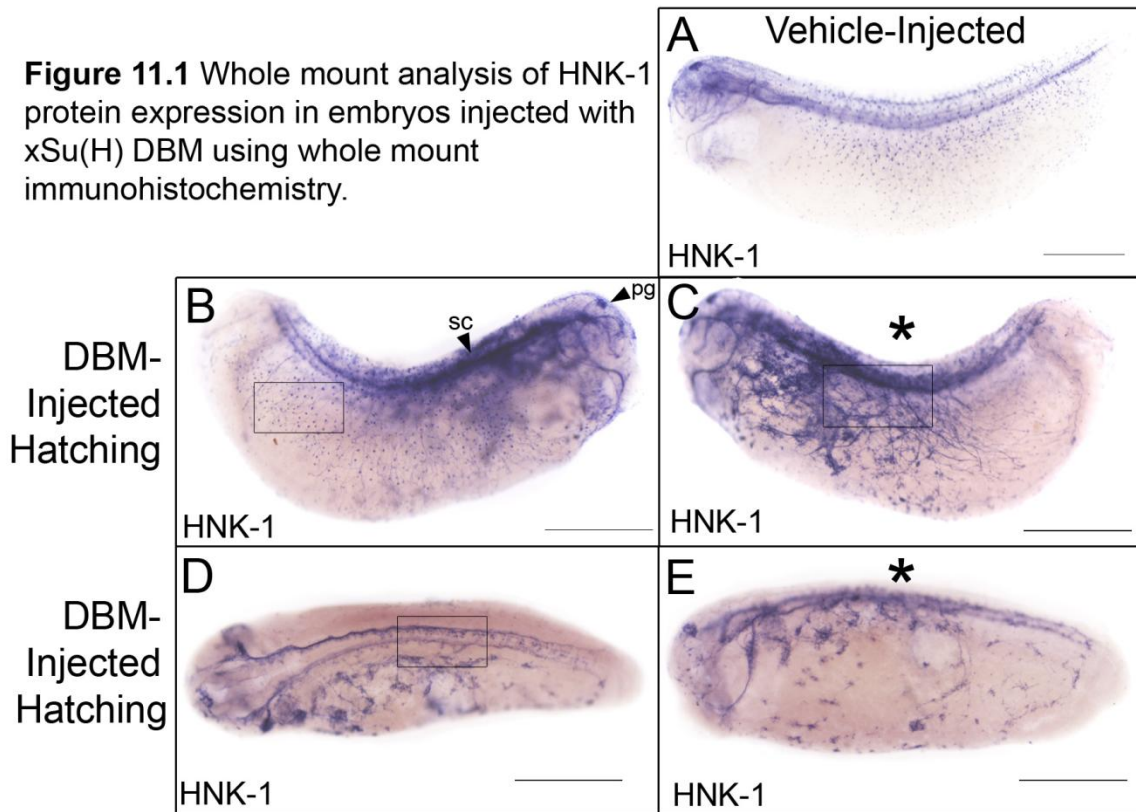 Figure 11.1 Whole mount analysis of HNK-1
protein expression in embryos injected with
xSu(H) DBM using whole mount
immunohistochemistry.
A
Vehicle-Injected
HNK-1
DBM-
Injected
Hatching
B
sc
pg
HNK-1
C
*
HNK-1
DBM-
Injected
Hatching
D
HNK-1
E
*
HNK-1